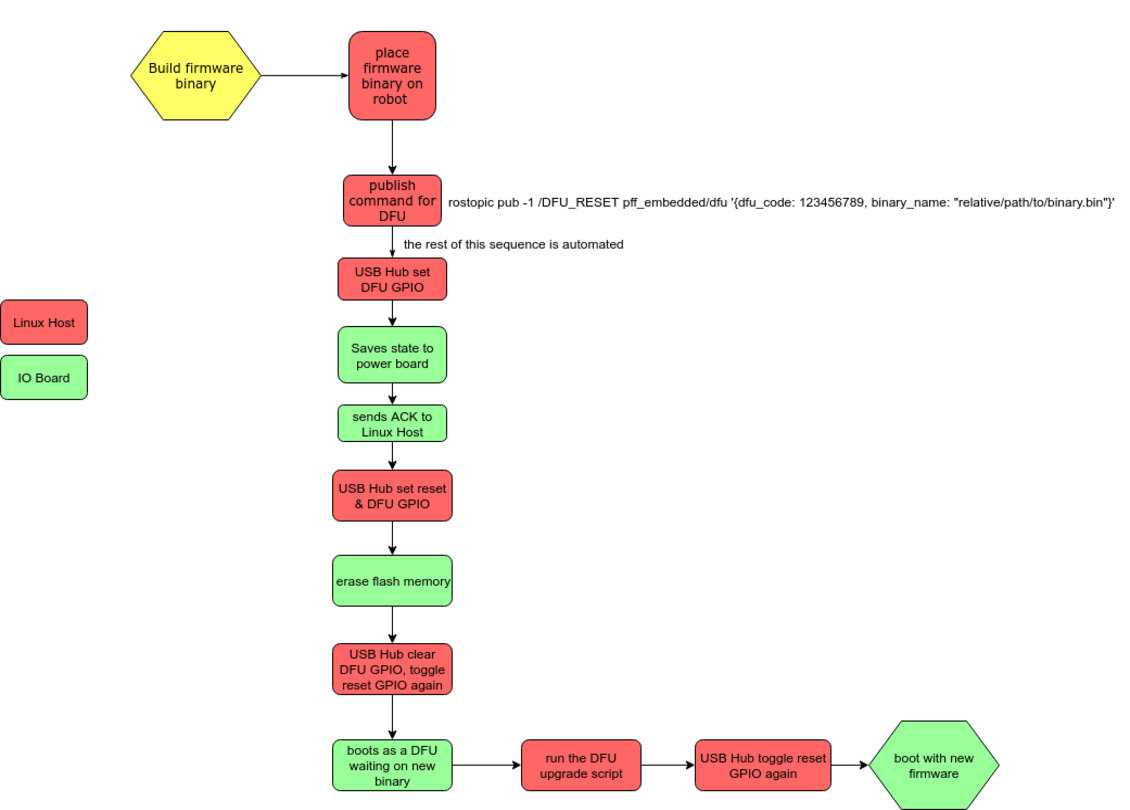 Build firmware
binary
place
firmware
binary on
robot
publish
command for
DFU
rostopic pub -1 /DFU_RESET pff_embedded/dfu '{dfu_code: 123456789, binary_name: "relative/path/to/binary.bin"}'
the rest of this sequence is automated
USB Hub set
DFU GPIO
Linux Host
IO Board
Saves state to
power board
sends ACK to
Linux Host
USB Hub set reset
& DFU GPIO
erase flash memory
USB Hub clear
DFU GPIO, toggle
reset GPIO again
boots as a DFU
waiting on new
binary
run the DFU
upgrade script
USB Hub toggle reset
GPIO again
boot with new
firmware